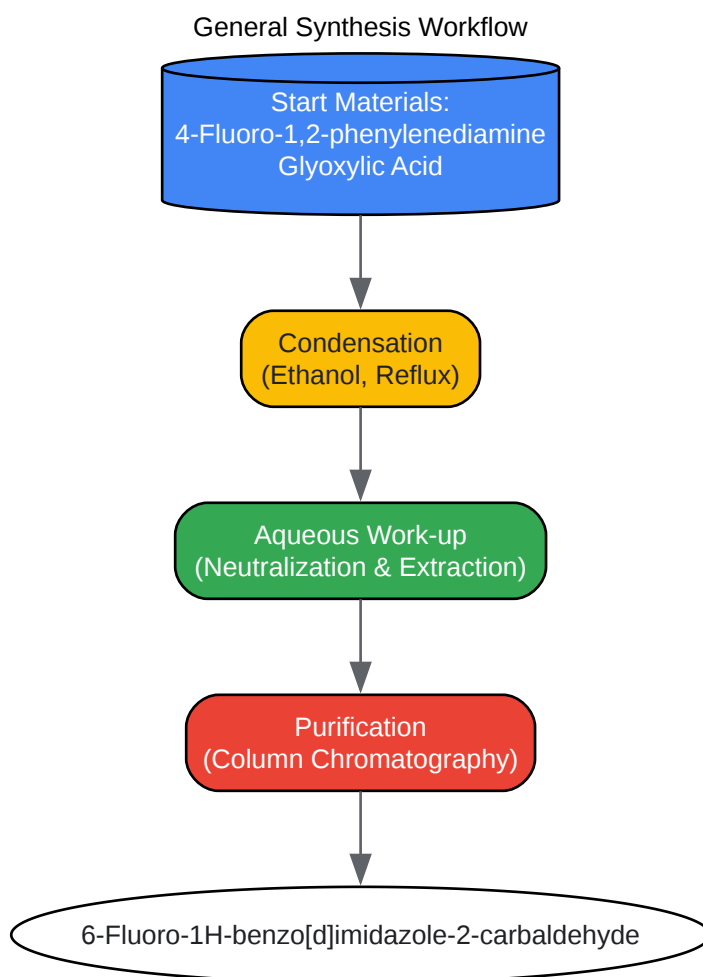 General Synthesis Workflow
Start Materials:
4-Fluoro-1,2-phenylenediamine
Glyoxylic Acid
Condensation
(Ethanol, Reflux)
Aqueous Work-up
(Neutralization & Extraction)
Purification
(Column Chromatography)
6-Fluoro-1H-benzo[d]imidazole-2-carbaldehyde